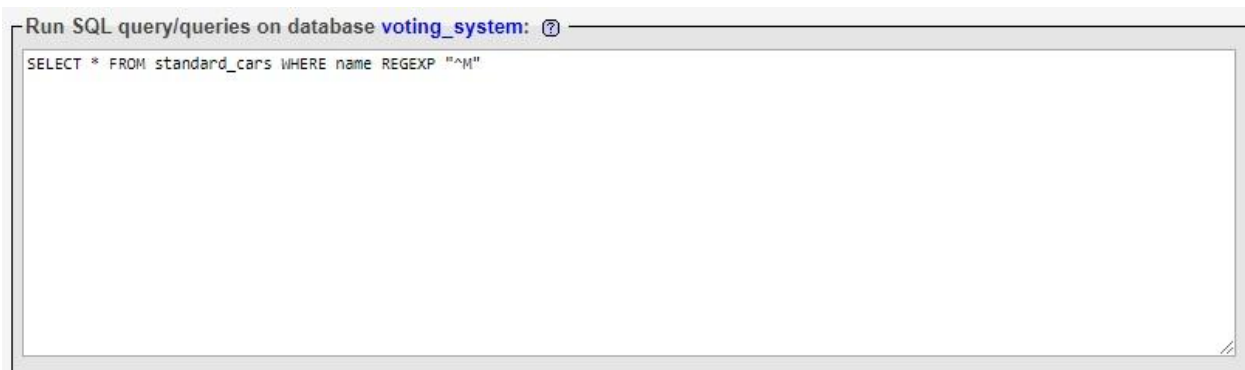 Run SQL query/queries on database voting_system:
SELECT * FROM standard_cars WHERE name REGEXP "^M"